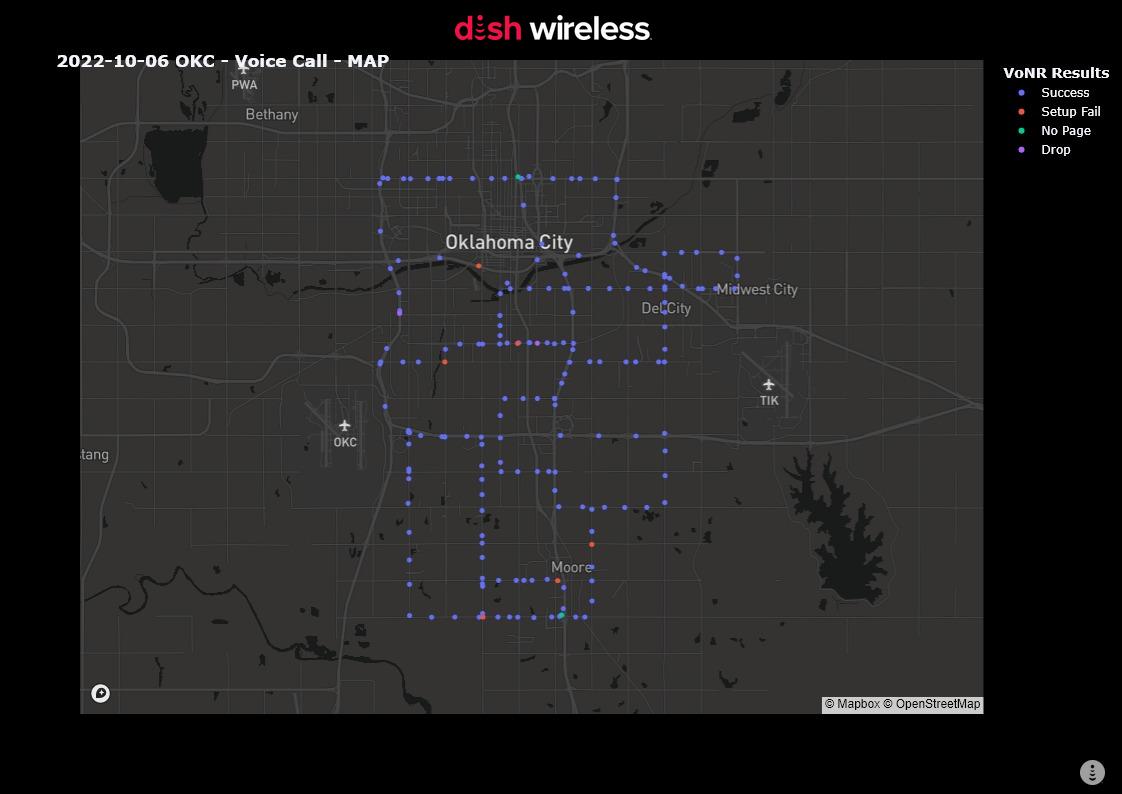 dish wireless
2022-10-06 OKC - Voice Call - MAP
VoNR Results
Success
Setup Fail
No Page
Drop
PWA
Bethany
Oklahoma City
Midwest City
Del City
TIK
OKC
tang
Moore
© Mapbox © OpenStreetMap